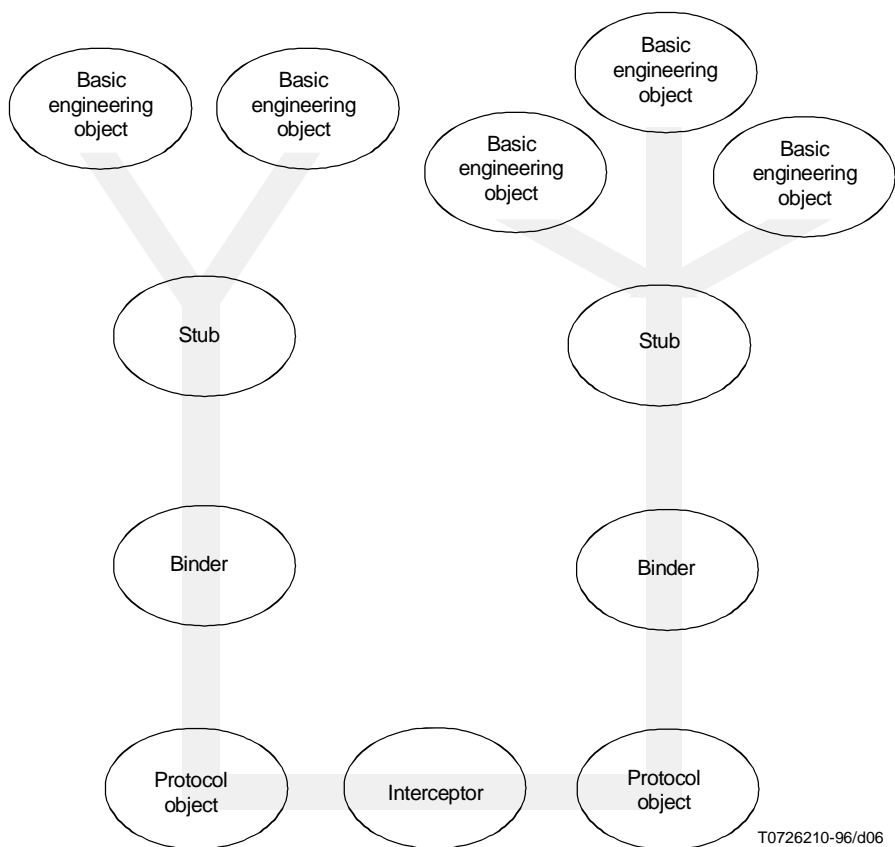 Basic
engineering
object
Basic
engineering
object
Basic
engineering
object
Basic
engineering
object
Basic
engineering
object
Stub
Stub
Binder
Binder
Protocol
object
Interceptor
Protocol
object
T0726210-96/d06